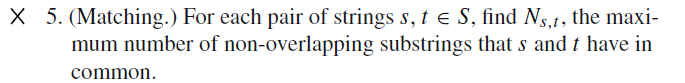 X 5. (Matching.) For each pair of strings s, t ∈ S, find Ns,t, the maxi-
mum number of non-overlapping substrings that s and t have in
common.